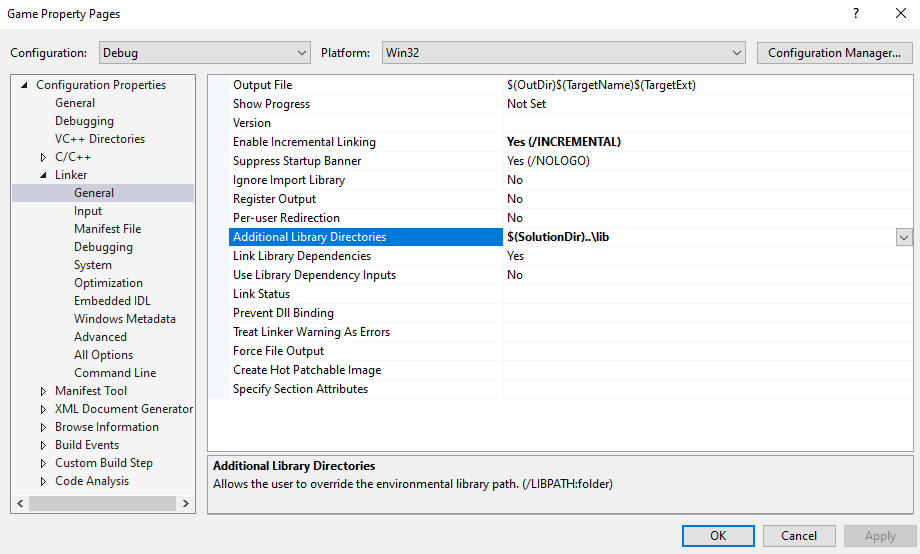 Game Property Pages
?
Configuration: Debug Platform: Win32 Configuration Manager...
Configuration Properties
General
Debugging
VC++ Directories
C/C++
Linker
General
Input
Manifest File
Debugging
System
Optimization
Embedded IDL
Windows Metadata
Advanced
All Options
Command Line
Manifest Tool
XML Document Generator
Browse Information
Build Events
Custom Build Step
Code Analysis
Output File $(OutDir)$(TargetName)$(TargetExt)
Show Progress Not Set
Version
Enable Incremental Linking Yes (/INCREMENTAL)
Suppress Startup Banner Yes (/NOLOGO)
Ignore Import Library No
Register Output No
Per-user Redirection No
Additional Library Directories $(SolutionDir)..\lib
Link Library Dependencies Yes
Use Library Dependency Inputs No
Link Status
Prevent Dll Binding
Treat Linker Warning As Errors
Force File Output
Create Hot Patchable Image
Specify Section Attributes
Additional Library Directories
Allows the user to override the environmental library path. (/LIBPATH:folder)
OK Cancel Apply